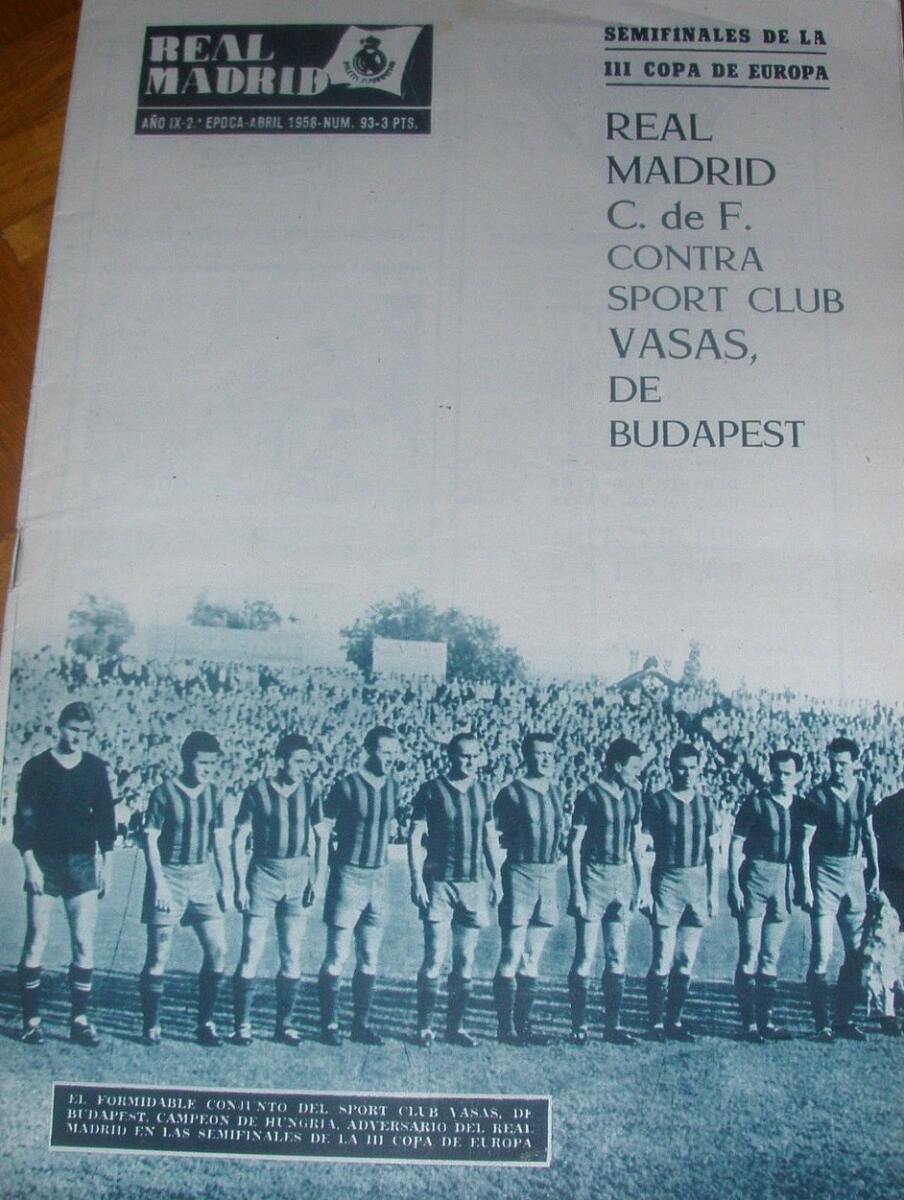 REAL
MADRID
AÑO IX-2.ª EPOCA-ABRIL 1958-NUM. 93-3 PTS.
SEMIFINALES DE LA
III COPA DE EUROPA
REAL
MADRID
C. de F.
CONTRA
SPORT CLUB
VASAS,
DE
BUDAPEST
EL FORMIDABLE CONJUNTO DEL SPORT CLUB VASAS, DE
BUDAPEST, CAMPEON DE HUNGRIA, ADVERSARIO DEL REAL
MADRID EN LAS SEMIFINALES DE LA III COPA DE EUROPA